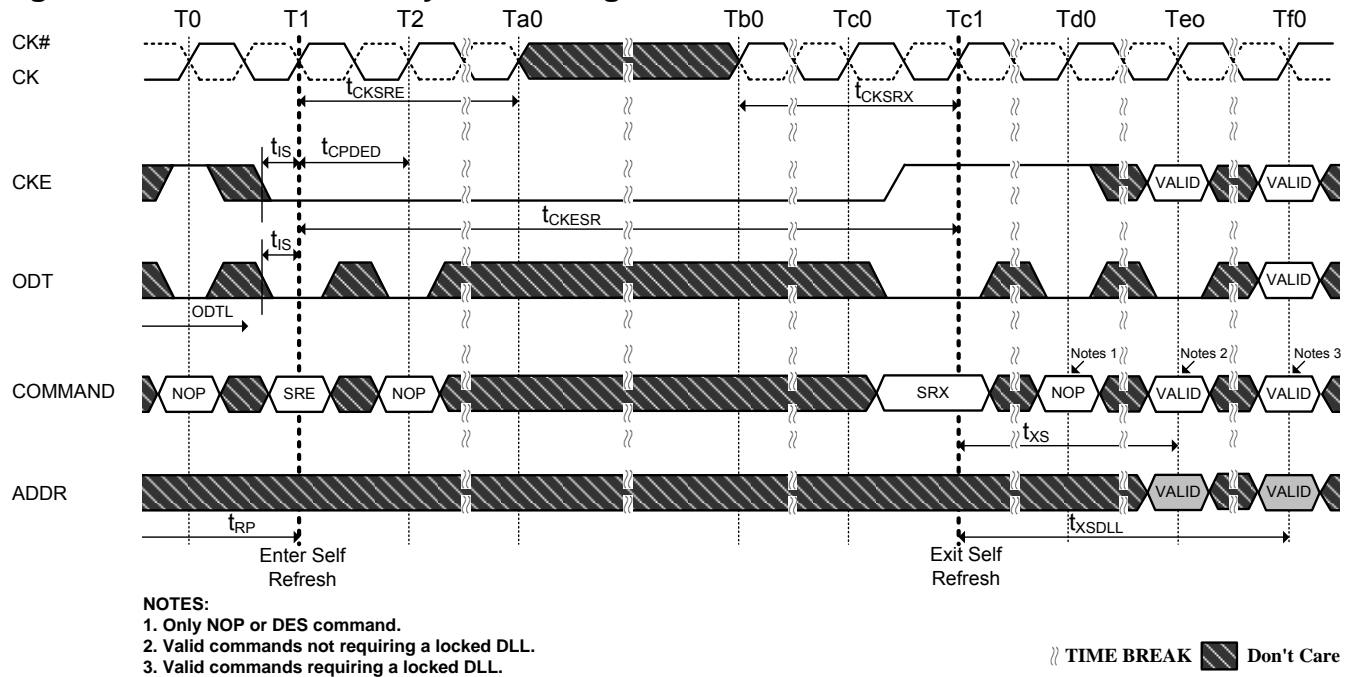 T0 T1 T2 Ta0 Tb0 Tc0 Tc1 Td0 Teo Tf0
CK#
CK
tCKSRE tCKSRX
tIS tCPDED
CKE VALID VALID
tCKESR
tIS
ODT VALID
ODTL
Notes 1 Notes 2 Notes 3
COMMAND NOP SRE NOP SRX NOP VALID VALID
tXS
ADDR VALID VALID
tRP tXSDLL
Enter Self
Refresh
Exit Self
Refresh
NOTES:
1. Only NOP or DES command.
2. Valid commands not requiring a locked DLL.
3. Valid commands requiring a locked DLL.
TIME BREAK Don't Care